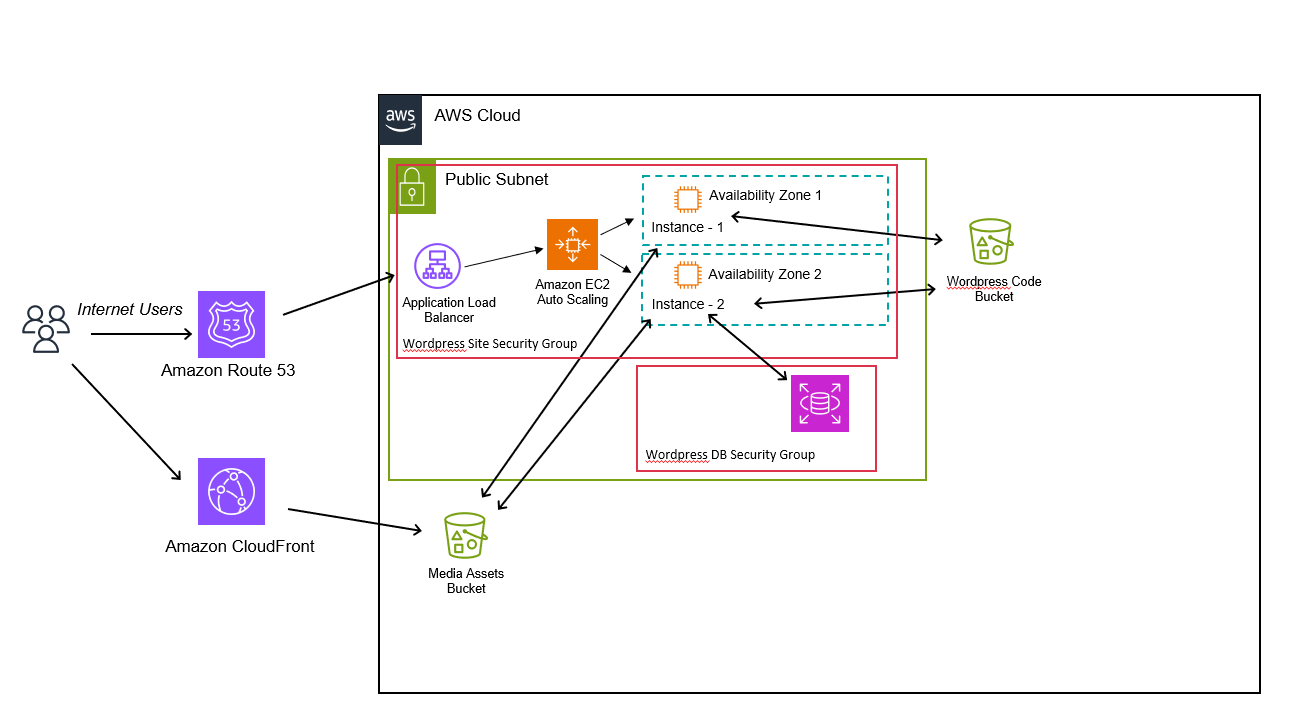 aws
AWS Cloud
Public Subnet
Availability Zone 1
Instance - 1
Availability Zone 2
Instance - 2
Amazon EC2
Auto Scaling
Application Load
Balancer
Wordpress Site Security Group
Wordpress Code
Bucket
Internet Users
53
Amazon Route 53
Wordpress DB Security Group
Amazon CloudFront
Media Assets
Bucket